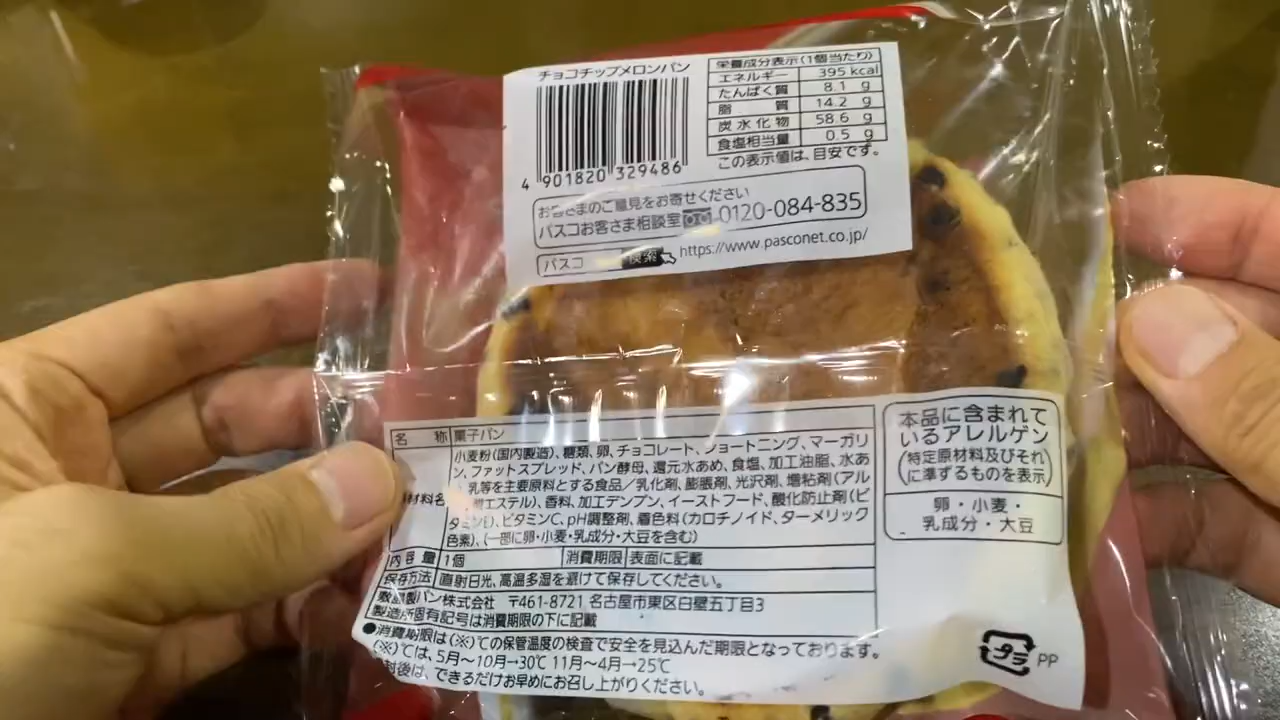 チョコチップメロンパン
4 901820 329486
栄養成分表示(1個当たり)
エネルギー 395 kcal
たんぱく質 8.1 g
脂質 14.2 g
炭水化物 58.6 g
食塩相当量 0.5 g
この表示値は、目安です。
お客さまのご意見をお寄せください
パスコお客さま相談室 0120-084-835
パスコ 検索 https://www.pasconet.co.jp/
名称 菓子パン
小麦粉(国内製造)、糖類、卵、チョコレート、ショートニング、マーガリ
ン、ファットスプレッド、パン酵母、還元水あめ、食塩、加工油脂、水あ
乳等を主要原料とする食品/乳化剤、膨脹剤、光沢剤、増粘剤(アル
材料名 エステル)、香料、加工デンプン、イーストフード、酸化防止剤(ビ
タミンE)、ビタミンC、pH調整剤、着色料(カロチノイド、ターメリック
色素)、(一部に卵・小麦・乳成分・大豆を含む)
内容量 1個 消費期限 表面に記載
保存方法 直射日光、高温多湿を避けて保存してください。
敷島製パン株式会社 〒461-8721 名古屋市東区白壁五丁目3
製造所固有記号は消費期限の下に記載
●消費期限は(※)での保管温度の検査で安全を見込んだ期限となっております。
(※)では、5月〜10月→30℃ 11月〜4月→25℃
封後は、できるだけお早めにお召し上がりください。
本品に含まれて
いるアレルゲン
(特定原材料及びそれ
に準ずるものを表示)
卵・小麦・
乳成分・大豆
プラ PP